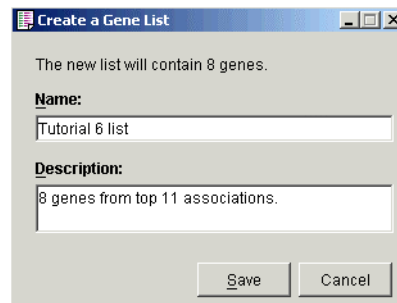 Create a Gene List
The new list will contain 8 genes.
Name:
Tutorial 6 list
Description:
8 genes from top 11 associations.
Save Cancel